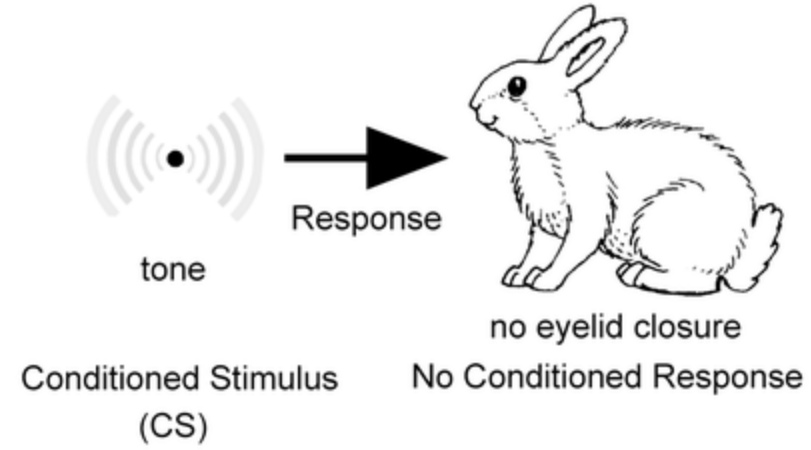 Response
tone
no eyelid closure
Conditioned Stimulus
(CS)
No Conditioned Response